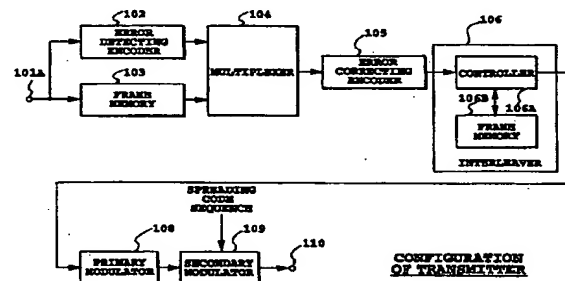 102
ERROR
DETECTING
ENCODER
103
FRAME
MEMORY
101A
104
MULTIPLEXER
105
ERROR
CORRECTING
ENCODER
106
CONTROLLER
106B
106A
FRAME
MEMORY
INTERLEAVER
SPREADING
CODE
SEQUENCE
108
PRIMARY
MODULATOR
109
SECONDARY
MODULATOR
110
CONFIGURATION
OF TRANSMITTER